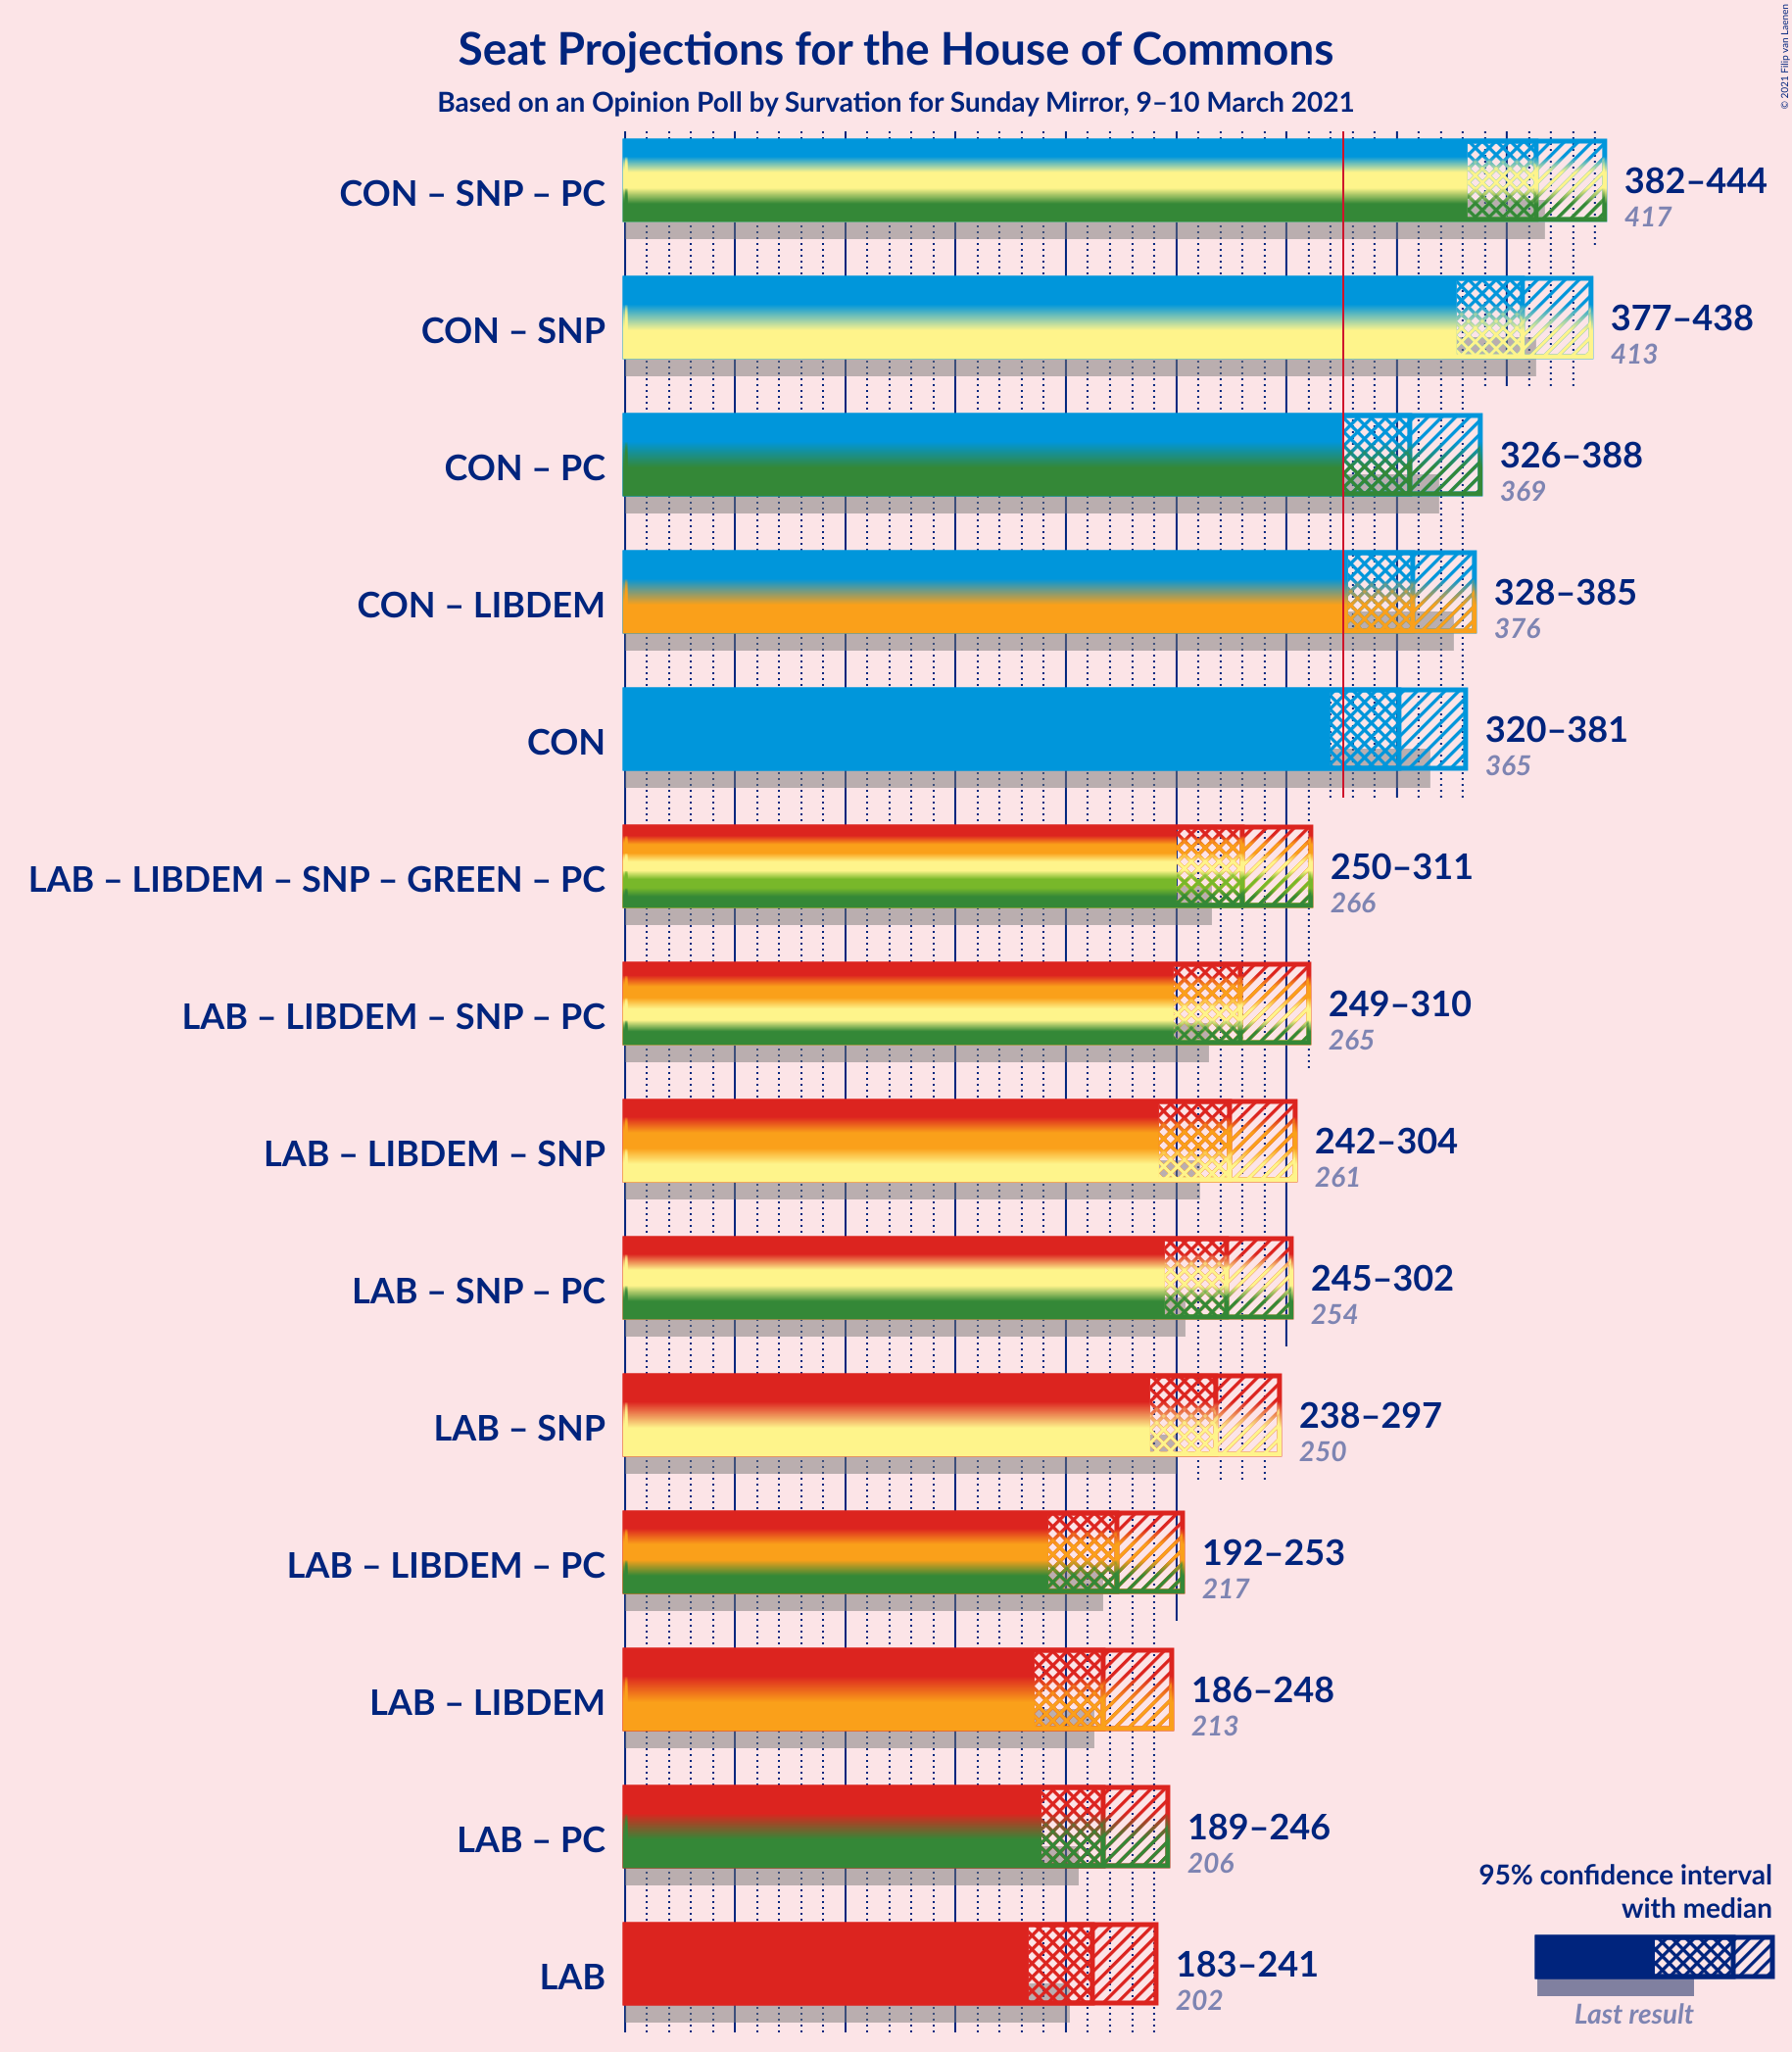 Seat Projections for the House of Commons
Based on an Opinion Poll by Survation for Sunday Mirror, 9–10 March 2021
© 2021 Filip van Laenen
CON – SNP – PC
382–444
417
CON – SNP
377–438
413
CON – PC
326–388
369
CON – LIBDEM
328–385
376
CON
320–381
365
LAB – LIBDEM – SNP – GREEN – PC
250–311
266
LAB – LIBDEM – SNP – PC
249–310
265
LAB – LIBDEM – SNP
242–304
261
LAB – SNP – PC
245–302
254
LAB – SNP
238–297
250
LAB – LIBDEM – PC
192–253
217
LAB – LIBDEM
186–248
213
LAB – PC
189–246
206
LAB
183–241
202
95% confidence interval
with median
Last result